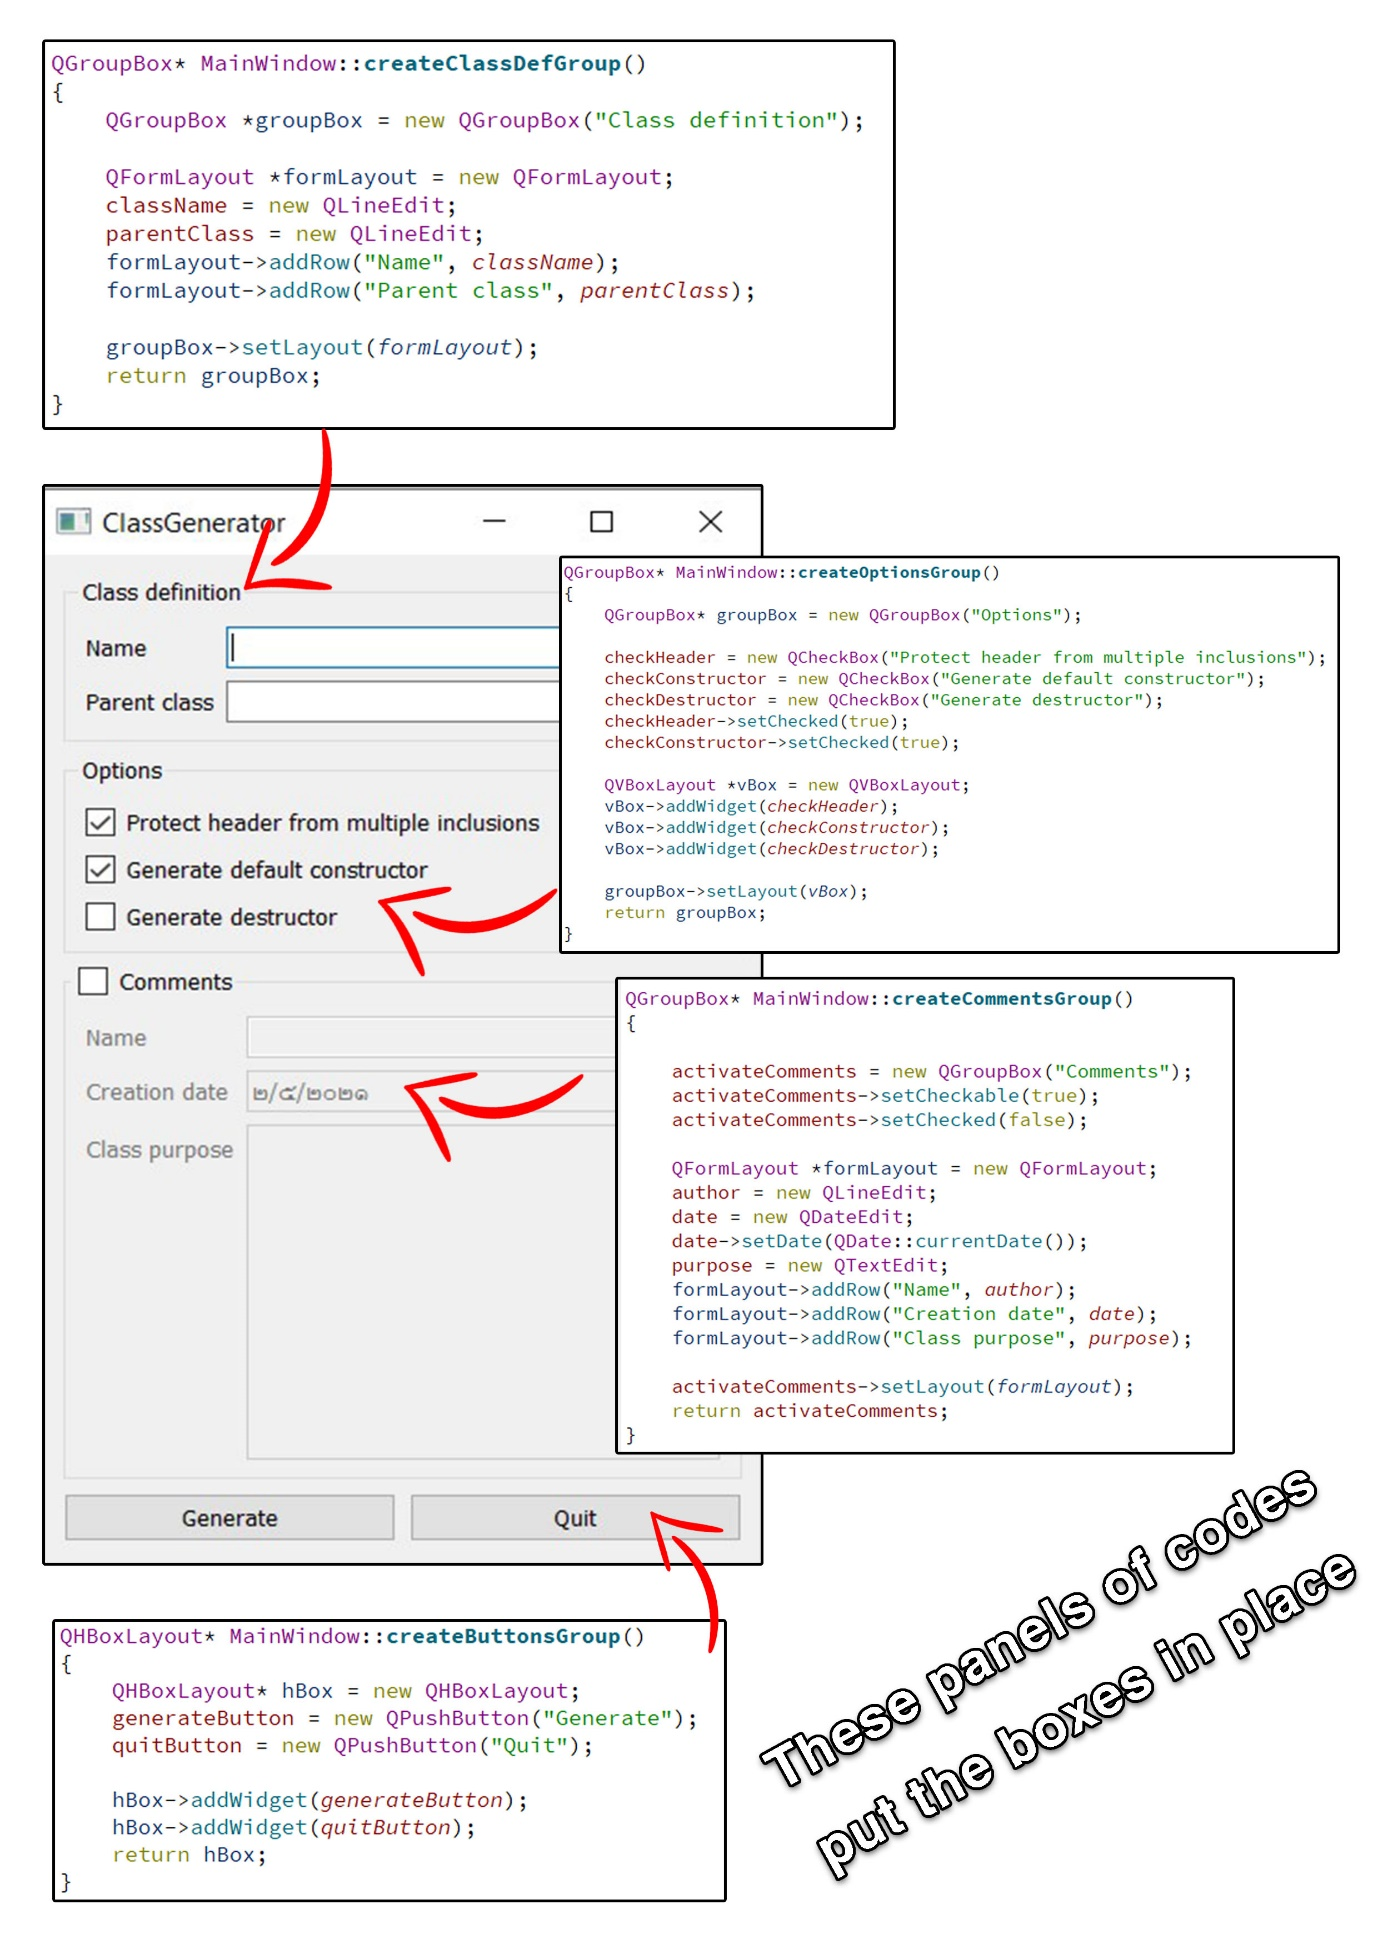 QGroupBox* MainWindow::createClassDefGroup()
{
    QGroupBox *groupBox = new QGroupBox("Class definition");

    QFormLayout *formLayout = new QFormLayout;
    className = new QLineEdit;
    parentClass = new QLineEdit;
    formLayout->addRow("Name", className);
    formLayout->addRow("Parent class", parentClass);

    groupBox->setLayout(formLayout);
    return groupBox;
}
ClassGenerator
Class definition
Name
Parent class
Options
Protect header from multiple inclusions
Generate default constructor
Generate destructor
Comments
Name
Creation date ๒/๕/๒๐๒๑
Class purpose
Generate Quit
QGroupBox* MainWindow::createOptionsGroup()
{
    QGroupBox* groupBox = new QGroupBox("Options");

    checkHeader = new QCheckBox("Protect header from multiple inclusions");
    checkConstructor = new QCheckBox("Generate default constructor");
    checkDestructor = new QCheckBox("Generate destructor");
    checkHeader->setChecked(true);
    checkConstructor->setChecked(true);

    QVBoxLayout *vBox = new QVBoxLayout;
    vBox->addWidget(checkHeader);
    vBox->addWidget(checkConstructor);
    vBox->addWidget(checkDestructor);

    groupBox->setLayout(vBox);
    return groupBox;
}
QGroupBox* MainWindow::createCommentsGroup()
{

    activateComments = new QGroupBox("Comments");
    activateComments->setCheckable(true);
    activateComments->setChecked(false);

    QFormLayout *formLayout = new QFormLayout;
    author = new QLineEdit;
    date = new QDateEdit;
    date->setDate(QDate::currentDate());
    purpose = new QTextEdit;
    formLayout->addRow("Name", author);
    formLayout->addRow("Creation date", date);
    formLayout->addRow("Class purpose", purpose);

    activateComments->setLayout(formLayout);
    return activateComments;
}
QHBoxLayout* MainWindow::createButtonsGroup()
{
    QHBoxLayout* hBox = new QHBoxLayout;
    generateButton = new QPushButton("Generate");
    quitButton = new QPushButton("Quit");

    hBox->addWidget(generateButton);
    hBox->addWidget(quitButton);
    return hBox;
}
These panels of codes
put the boxes in place